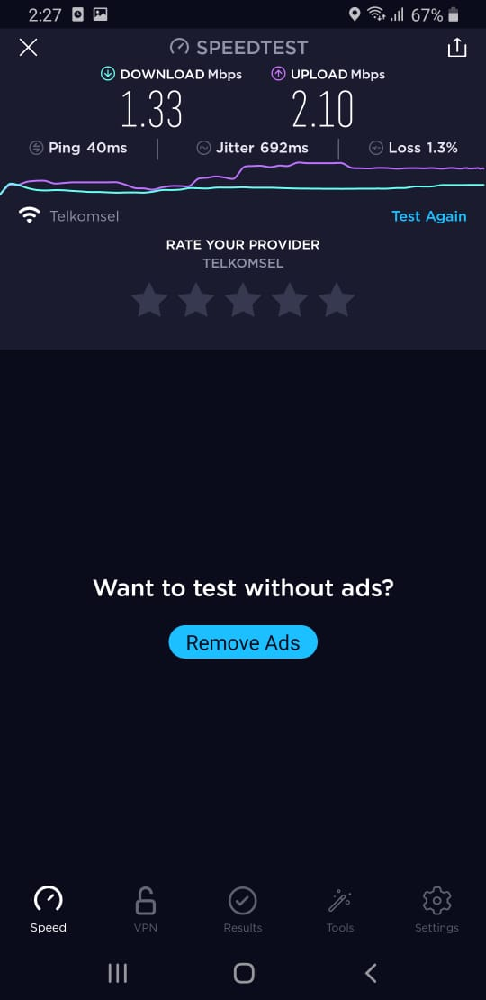 2:27 67%
SPEEDTEST
DOWNLOAD Mbps UPLOAD Mbps
1.33 2.10
Ping 40ms Jitter 692ms Loss 1.3%
Telkomsel Test Again
RATE YOUR PROVIDER
TELKOMSEL
Want to test without ads?
Remove Ads
Speed VPN Results Tools Settings